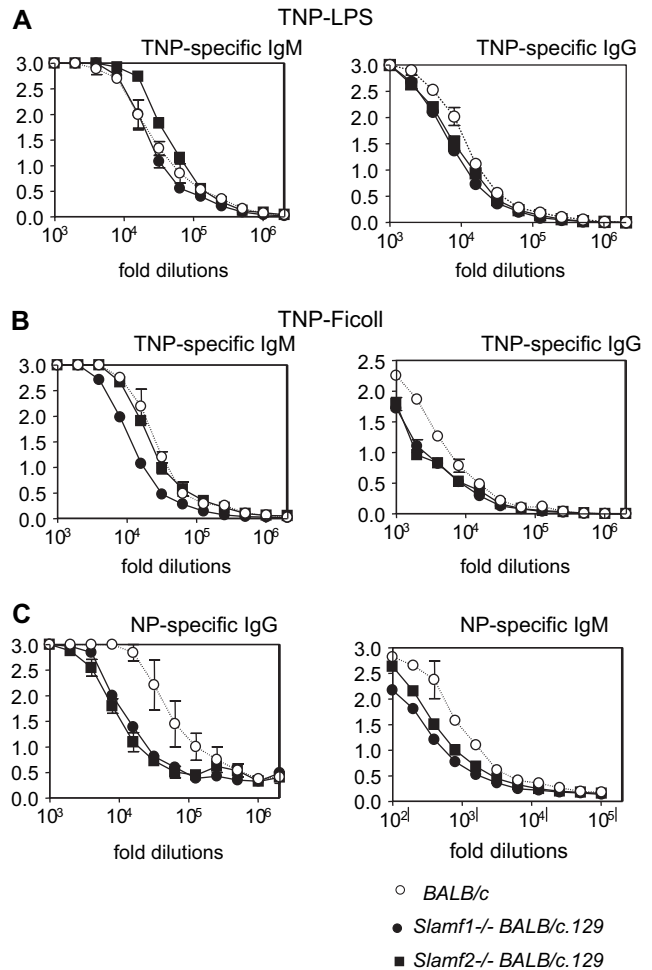 A
TNP-LPS
TNP-specific IgM
TNP-specific IgG
3.0
2.5
2.0
1.5
1.0
0.5
0.0
10³ 10⁴ 10⁵ 10⁶
fold dilutions
3.0
2.5
2.0
1.5
1.0
0.5
0.0
10³ 10⁴ 10⁵ 10⁶
fold dilutions
B
TNP-Ficoll
TNP-specific IgM
TNP-specific IgG
3.0
2.5
2.0
1.5
1.0
0.5
0.0
10³ 10⁴ 10⁵ 10⁶
fold dilutions
2.5
2.0
1.5
1.0
0.5
0.0
10³ 10⁴ 10⁵ 10⁶
fold dilutions
C
NP-specific IgG
NP-specific IgM
3.0
2.5
2.0
1.5
1.0
0.5
0.0
10³ 10⁴ 10⁵ 10⁶
fold dilutions
3.0
2.5
2.0
1.5
1.0
0.5
0.0
10² 10³ 10⁴ 10⁵
fold dilutions
BALB/c
Slamf1-/- BALB/c.129
Slamf2-/- BALB/c.129